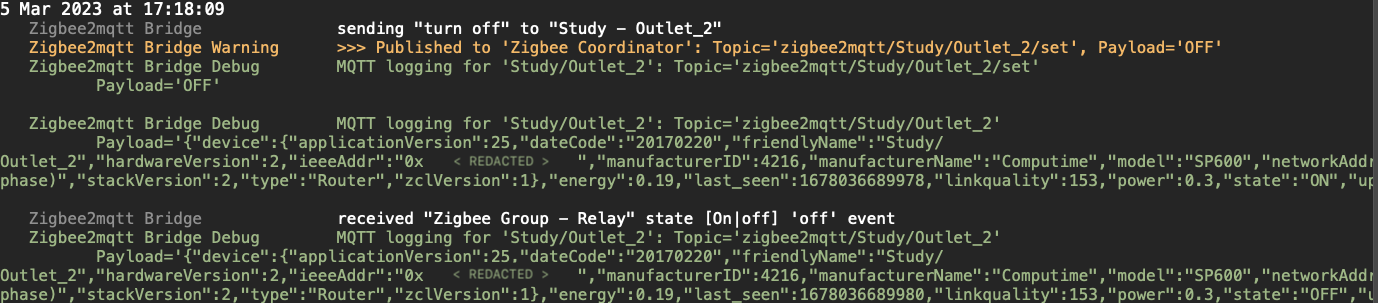 5 Mar 2023 at 17:18:09
Zigbee2mqtt Bridge sending "turn off" to "Study – Outlet_2"
Zigbee2mqtt Bridge Warning >>> Published to 'Zigbee Coordinator': Topic='zigbee2mqtt/Study/Outlet_2/set', Payload='OFF'
Zigbee2mqtt Bridge Debug MQTT logging for 'Study/Outlet_2': Topic='zigbee2mqtt/Study/Outlet_2/set'
Payload='OFF'
Zigbee2mqtt Bridge Debug MQTT logging for 'Study/Outlet_2': Topic='zigbee2mqtt/Study/Outlet_2'
Payload='{"device":{"applicationVersion":25,"dateCode":"20170220","friendlyName":"Study/
Outlet_2","hardwareVersion":2,"ieeeAddr":"0x < REDACTED > ","manufacturerID":4216,"manufacturerName":"Computime","model":"SP600","networkAddr
phase)","stackVersion":2,"type":"Router","zclVersion":1},"energy":0.19,"last_seen":1678036689978,"linkquality":153,"power":0.3,"state":"ON","up
Zigbee2mqtt Bridge received "Zigbee Group – Relay" state [On|off] 'off' event
Zigbee2mqtt Bridge Debug MQTT logging for 'Study/Outlet_2': Topic='zigbee2mqtt/Study/Outlet_2'
Payload='{"device":{"applicationVersion":25,"dateCode":"20170220","friendlyName":"Study/
Outlet_2","hardwareVersion":2,"ieeeAddr":"0x < REDACTED > ","manufacturerID":4216,"manufacturerName":"Computime","model":"SP600","networkAddr
phase)","stackVersion":2,"type":"Router","zclVersion":1},"energy":0.19,"last_seen":1678036689980,"linkquality":153,"power":0.3,"state":"OFF","u